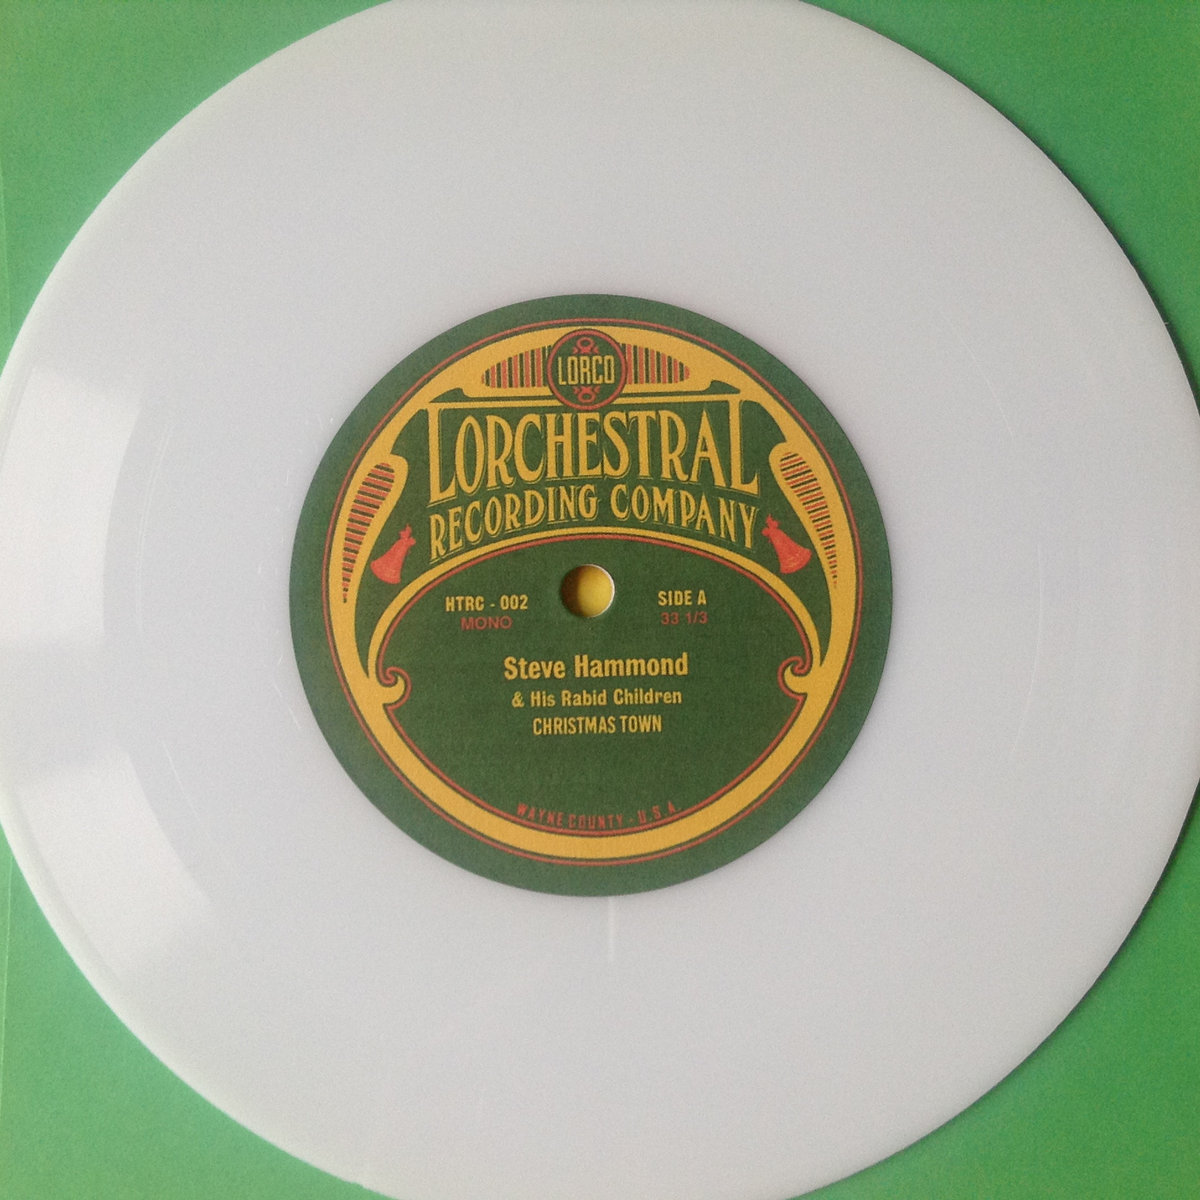 LORCO
LORCHESTRAL
RECORDING COMPANY
HTRC - 002
MONO
SIDE A
33 1/3
Steve Hammond
& His Rabid Children
CHRISTMAS TOWN
WAYNE COUNTY - U.S.A.